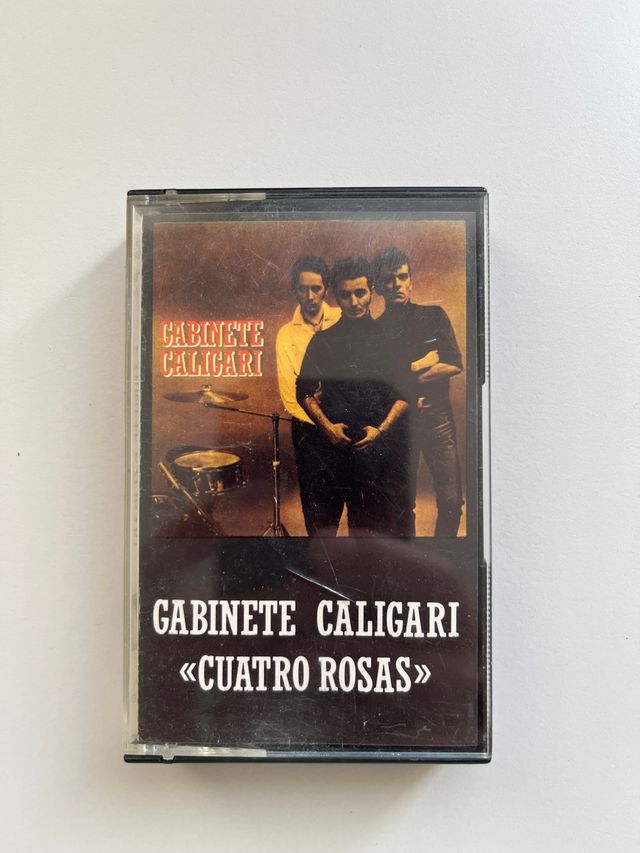 GABINETE
CALIGARI
GABINETE CALIGARI
«CUATRO ROSAS»